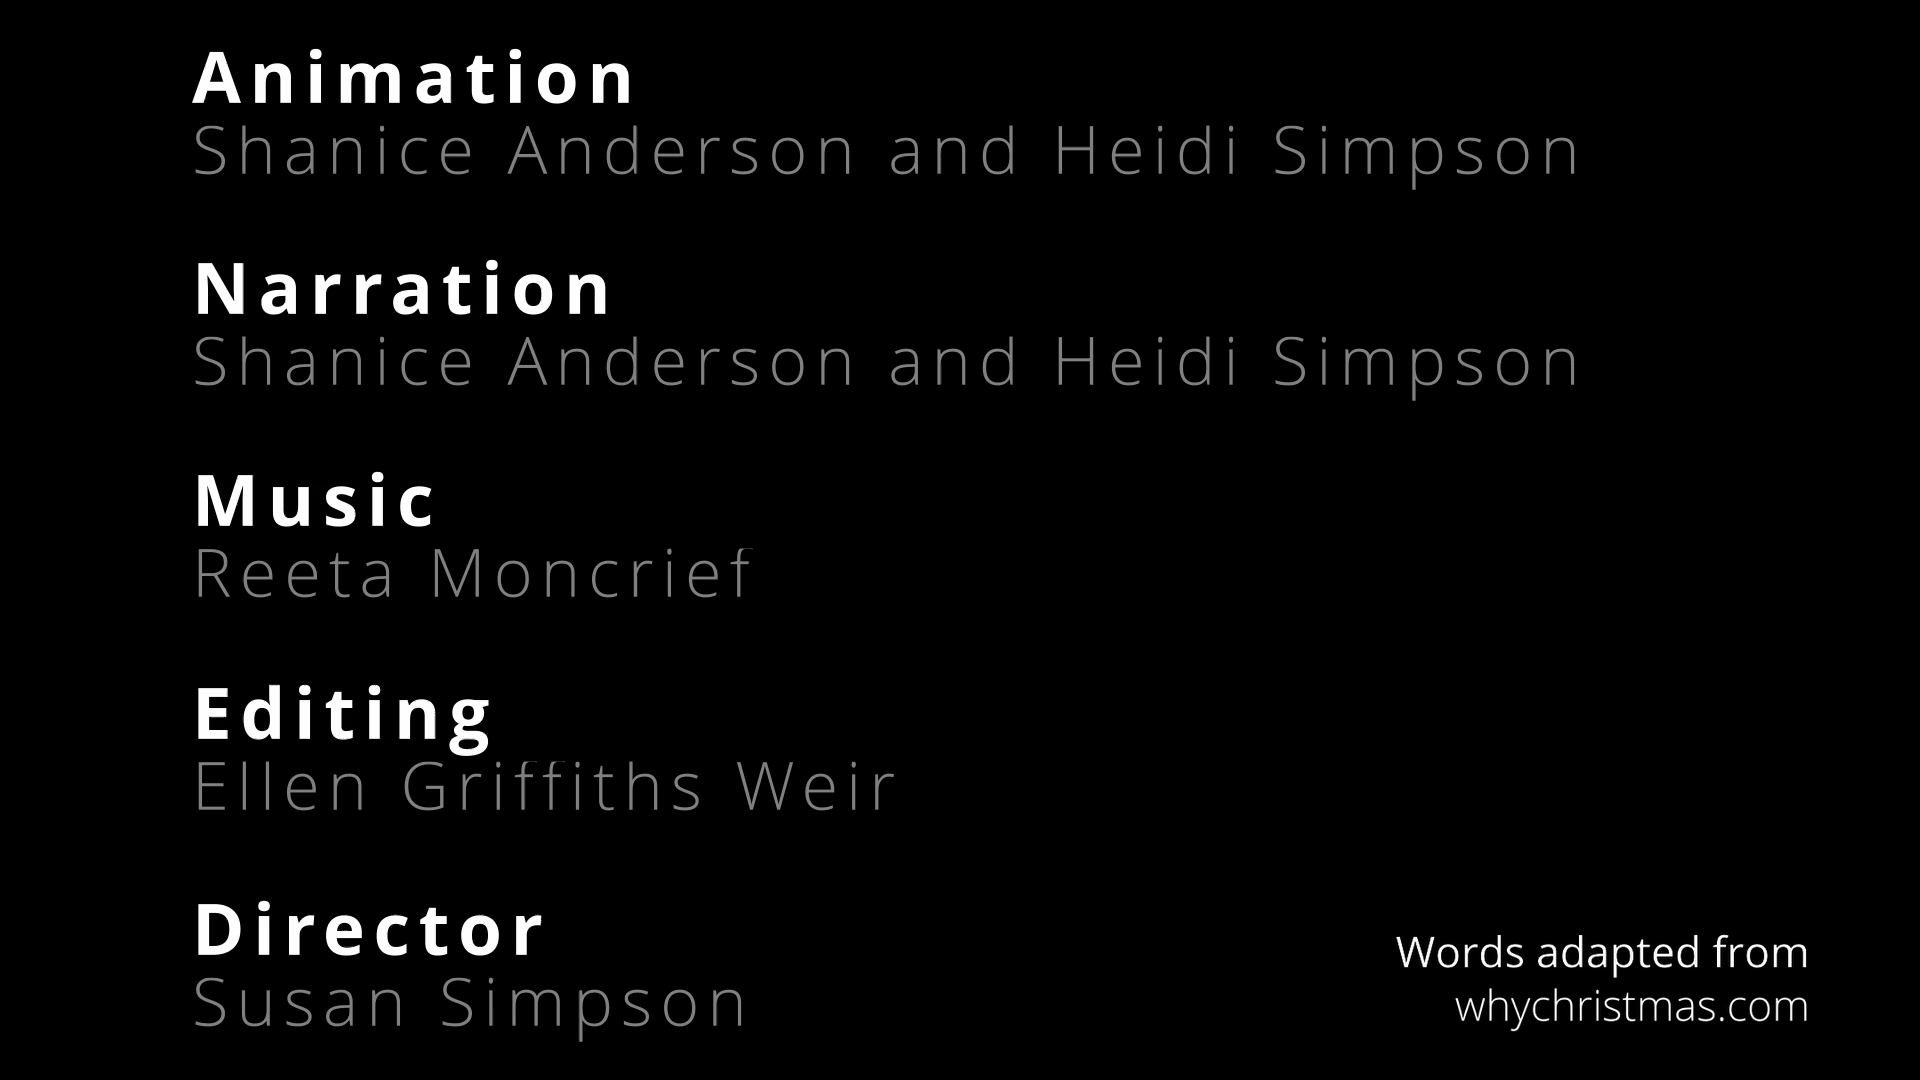 Animation
Shanice Anderson and Heidi Simpson
Narration
Shanice Anderson and Heidi Simpson
Music
Reeta Moncrief
Editing
Ellen Griffiths Weir
Director
Susan Simpson
Words adapted from
whychristmas.com